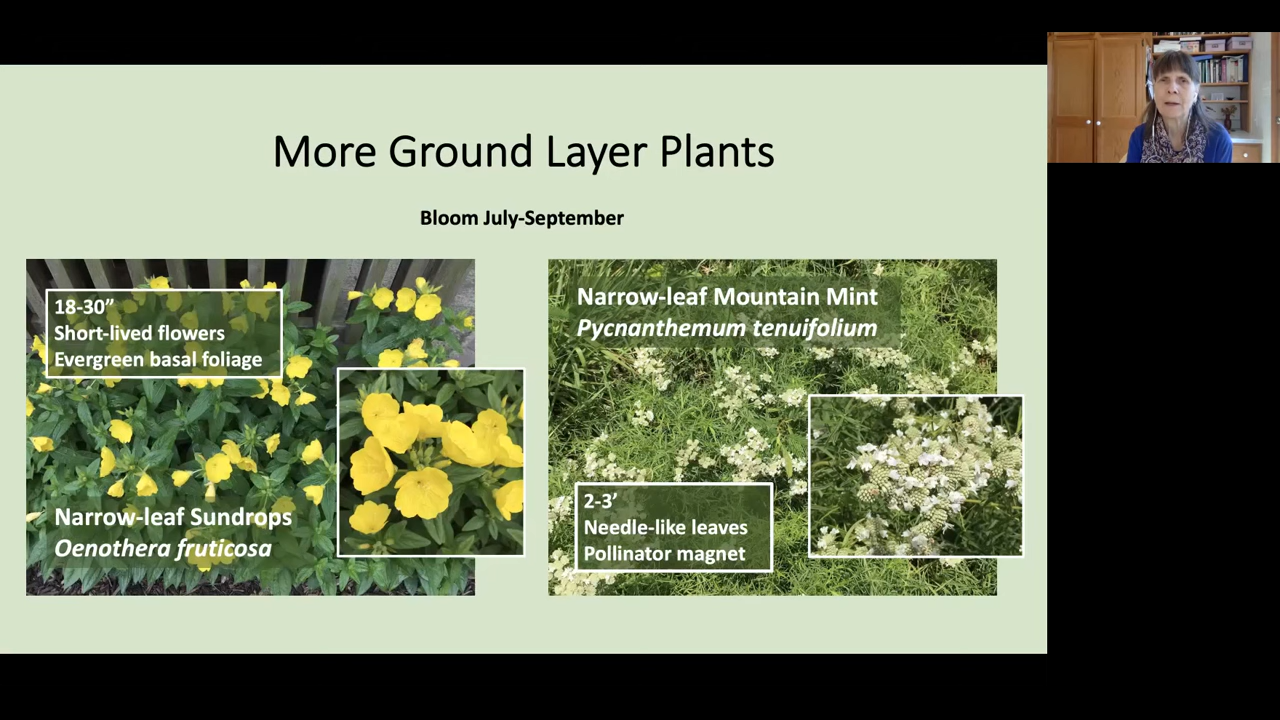 More Ground Layer Plants
Bloom July-September
18-30”
Short-lived flowers
Evergreen basal foliage
Narrow-leaf Sundrops
Oenothera fruticosa
Narrow-leaf Mountain Mint
Pycnanthemum tenuifolium
2-3’
Needle-like leaves
Pollinator magnet